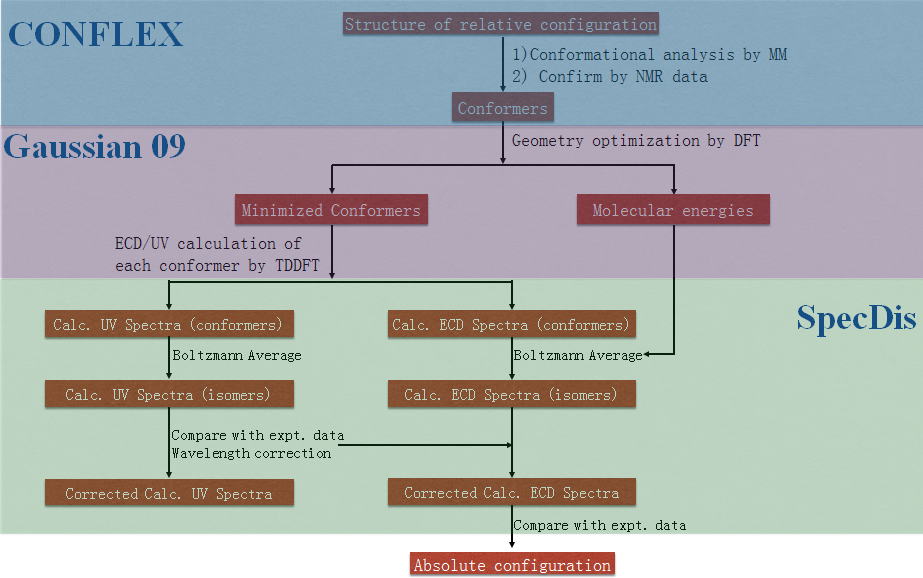 CONFLEX
Structure of relative configuration
1)Conformational analysis by MM
2) Confirm by NMR data
Conformers
Gaussian 09
Geometry optimization by DFT
Minimized Conformers
Molecular energies
ECD/UV calculation of
each conformer by TDDFT
SpecDis
Calc. UV Spectra (conformers)
Calc. ECD Spectra (conformers)
Boltzmann Average
Boltzmann Average
Calc. UV Spectra (isomers)
Calc. ECD Spectra (isomers)
Compare with expt. data
Wavelength correction
Corrected Calc. UV Spectra
Corrected Calc. ECD Spectra
Compare with expt. data
Absolute configuration